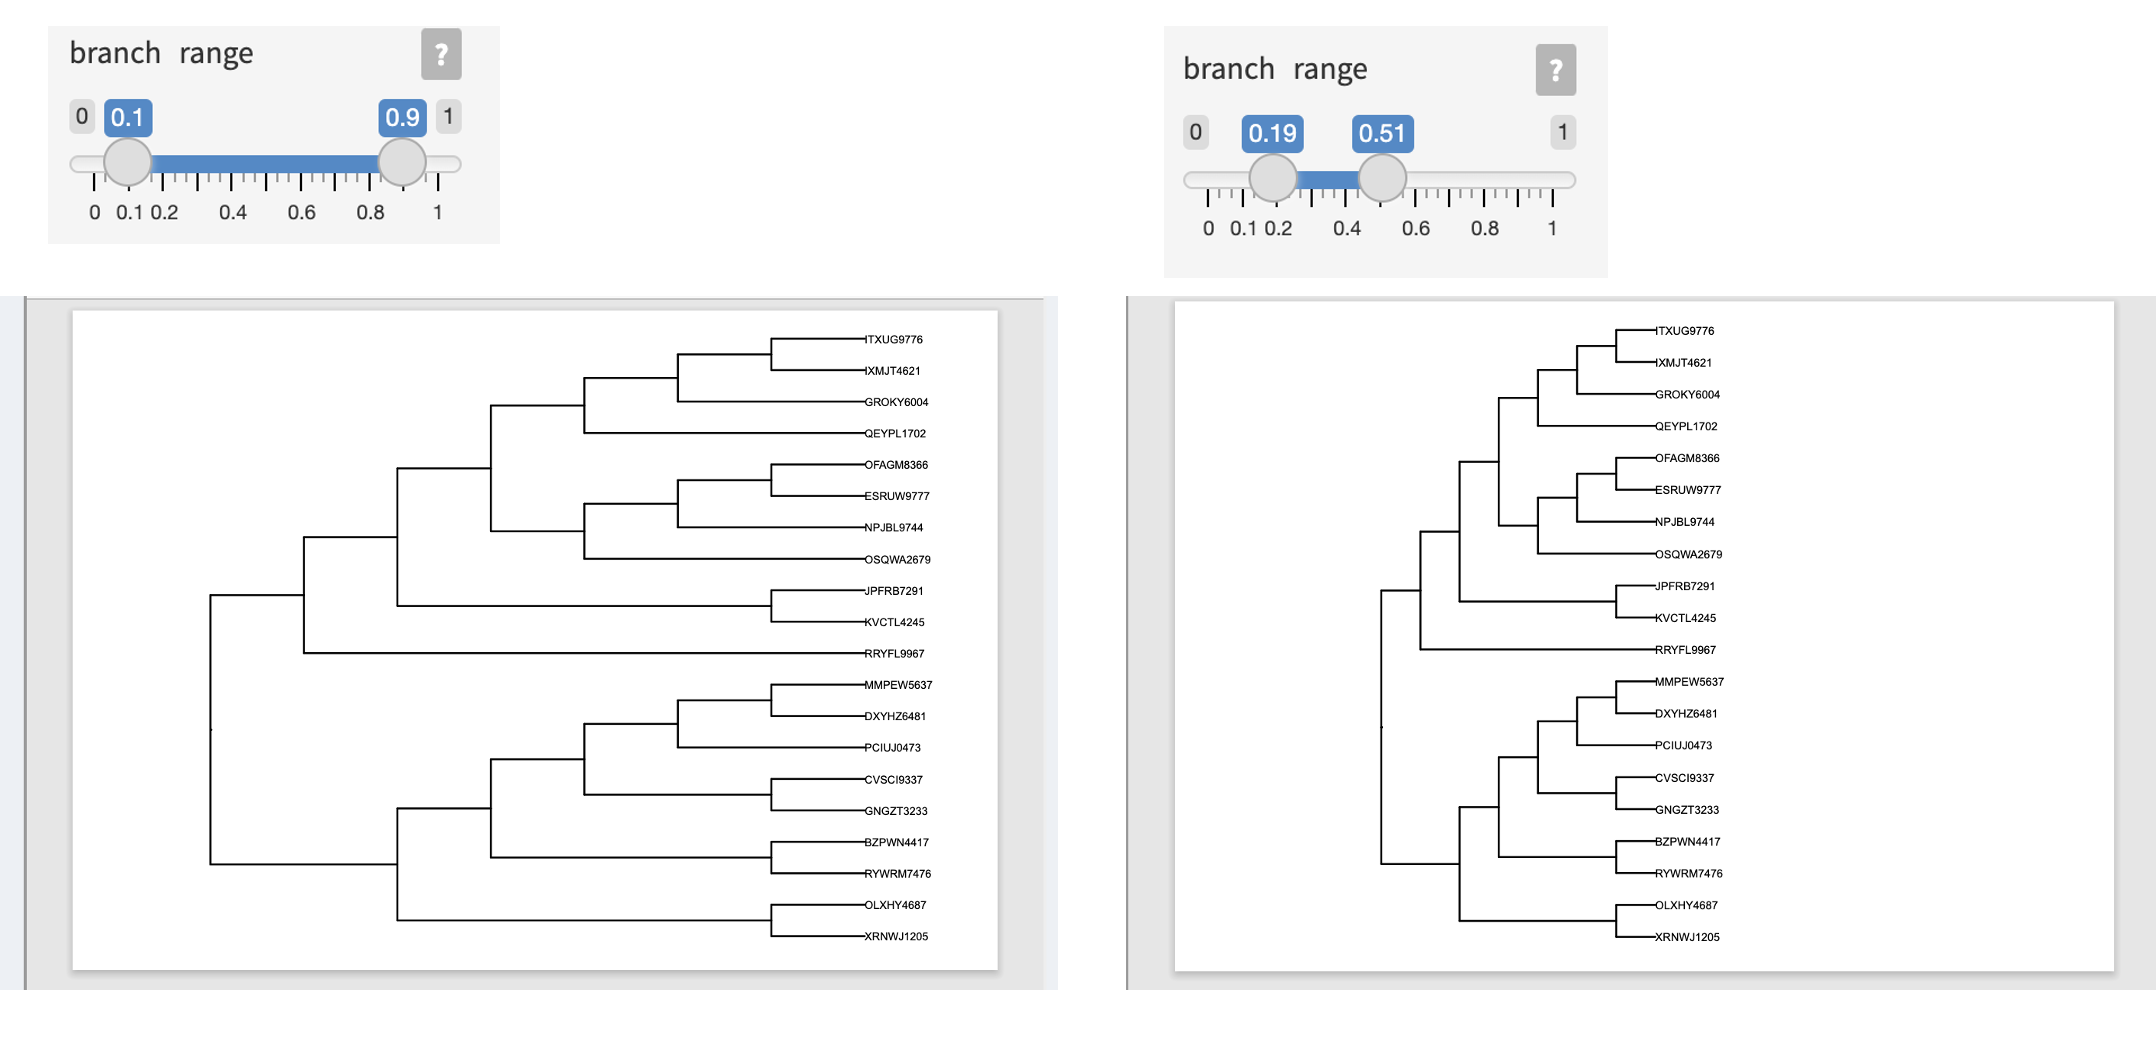 branch range ?
0 0.1 0.9 1
0 0.1 0.2 0.4 0.6 0.8 1
ITXUG9776
IXMJT4621
GROKY6004
QEYPL1702
OFAGM8366
ESRUW9777
NPJBL9744
OSQWA2679
JPFRB7291
KVCTL4245
RRYFL9967
MMPEW5637
DXYHZ6481
PCIUJ0473
CVSCI9337
GNGZT3233
BZPWN4417
RYWRM7476
OLXHY4687
XRNWJ1205
branch range ?
0 0.19 0.51 1
0 0.1 0.2 0.4 0.6 0.8 1
ITXUG9776
IXMJT4621
GROKY6004
QEYPL1702
OFAGM8366
ESRUW9777
NPJBL9744
OSQWA2679
JPFRB7291
KVCTL4245
RRYFL9967
MMPEW5637
DXYHZ6481
PCIUJ0473
CVSCI9337
GNGZT3233
BZPWN4417
RYWRM7476
OLXHY4687
XRNWJ1205